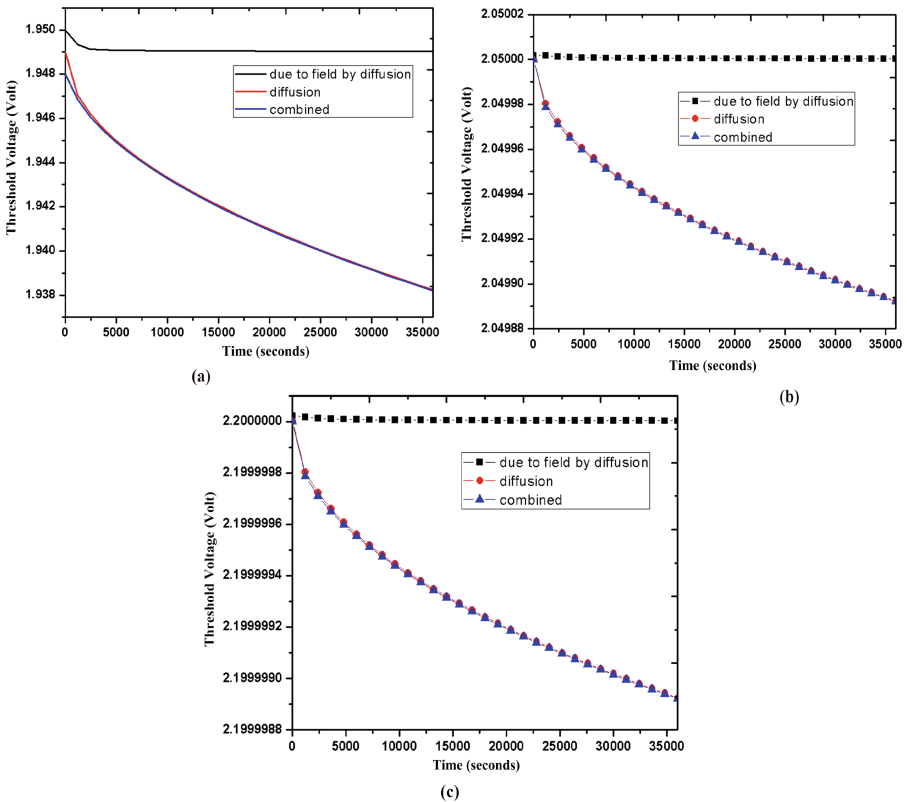 1.950
1.948
1.946
1.944
1.942
1.940
1.938
Threshold Voltage (Volt)
due to field by diffusion
diffusion
combined
0 5000 10000 15000 20000 25000 30000 35000
Time (seconds)
(a)
2.05002
2.05000
2.04998
2.04996
2.04994
2.04992
2.04990
2.04988
Threshold Voltage (Volt)
due to field by diffusion
diffusion
combined
0 5000 10000 15000 20000 25000 30000 35000
Time (seconds)
(b)
2.2000000
2.1999998
2.1999996
2.1999994
2.1999992
2.1999990
2.1999988
Threshold Voltage (Volt)
due to field by diffusion
diffusion
combined
0 5000 10000 15000 20000 25000 30000 35000
Time (seconds)
(c)